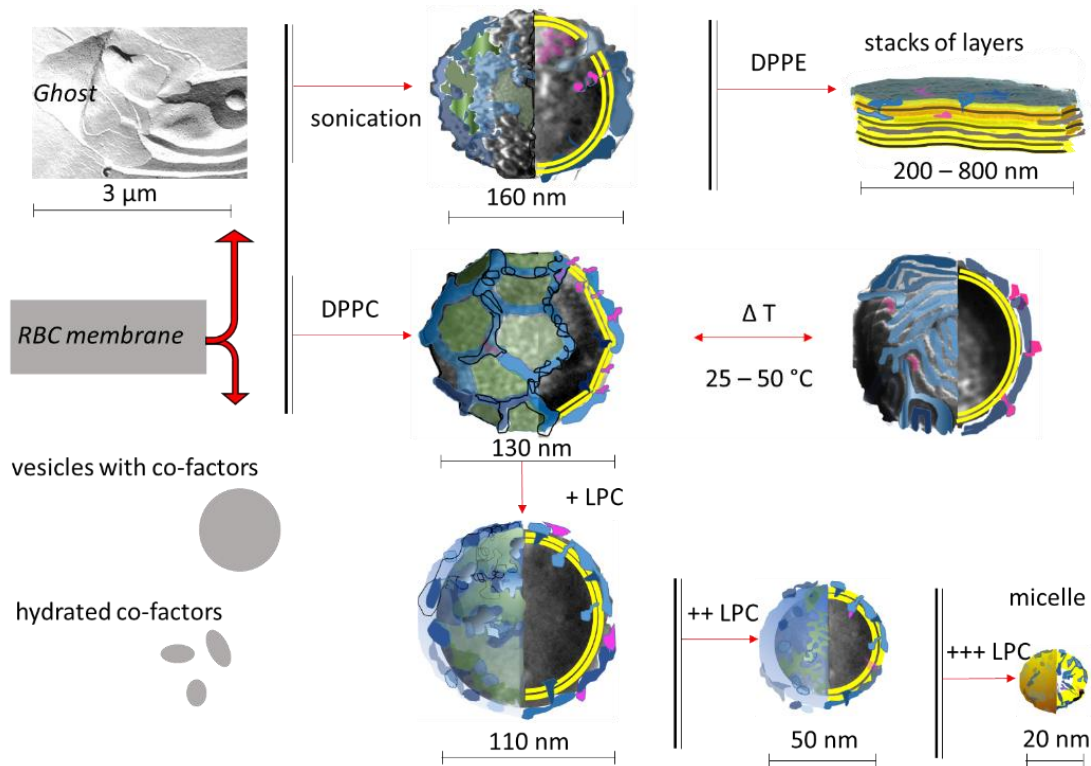 Ghost
3 μm
sonication
160 nm
DPPE
stacks of layers
200 – 800 nm
RBC membrane
DPPC
130 nm
Δ T
25 – 50 °C
vesicles with co-factors
+ LPC
hydrated co-factors
110 nm
++ LPC
50 nm
micelle
+++ LPC
20 nm